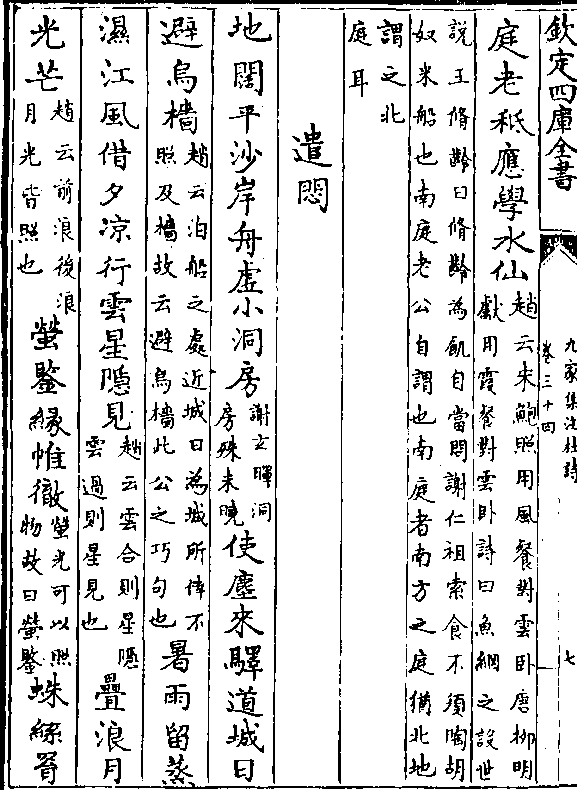 欽定四庫全書
九家集注杜詩
卷三十四
七
庭老秪應學水仙
趙云宋鮑照用風餐對雲卧唐柳明
獻用霞餐對雲卧詩曰魚網之設世
說王脩齡曰脩齡為飢自當問謝仁祖索食不須陶胡
奴米船也南庭老公自謂也南庭者南方之庭猶北地
謂之北
庭耳
遣悶
地闊平沙岸舟虛小洞房
謝玄暉洞
房殊未曉
使塵來驛道城日
避烏檣
趙云泊船之處近城日為城所倖不
照及檣故云避烏檣此公之巧句也
暑雨留蒸
濕江風借夕凉行雲星隱見
趙云雲合則星隱
雲過則星見也
疊浪月
光芒
趙云前浪後浪
月光皆照也
螢鑒緣帷徹
螢光可以照
物故曰螢鑒
蛛絲罥